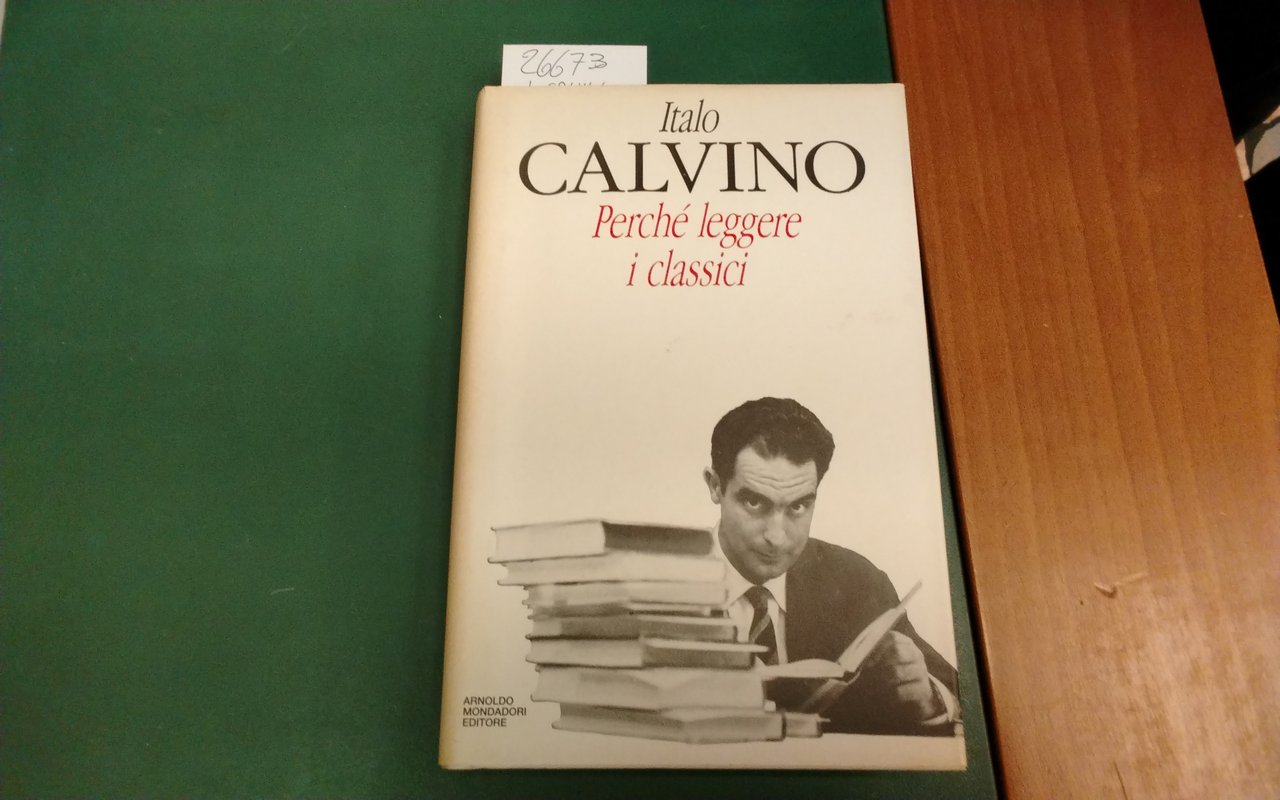 26673
Italo
CALVINO
Perché leggere
i classici
ARNOLDO
MONDADORI
EDITORE